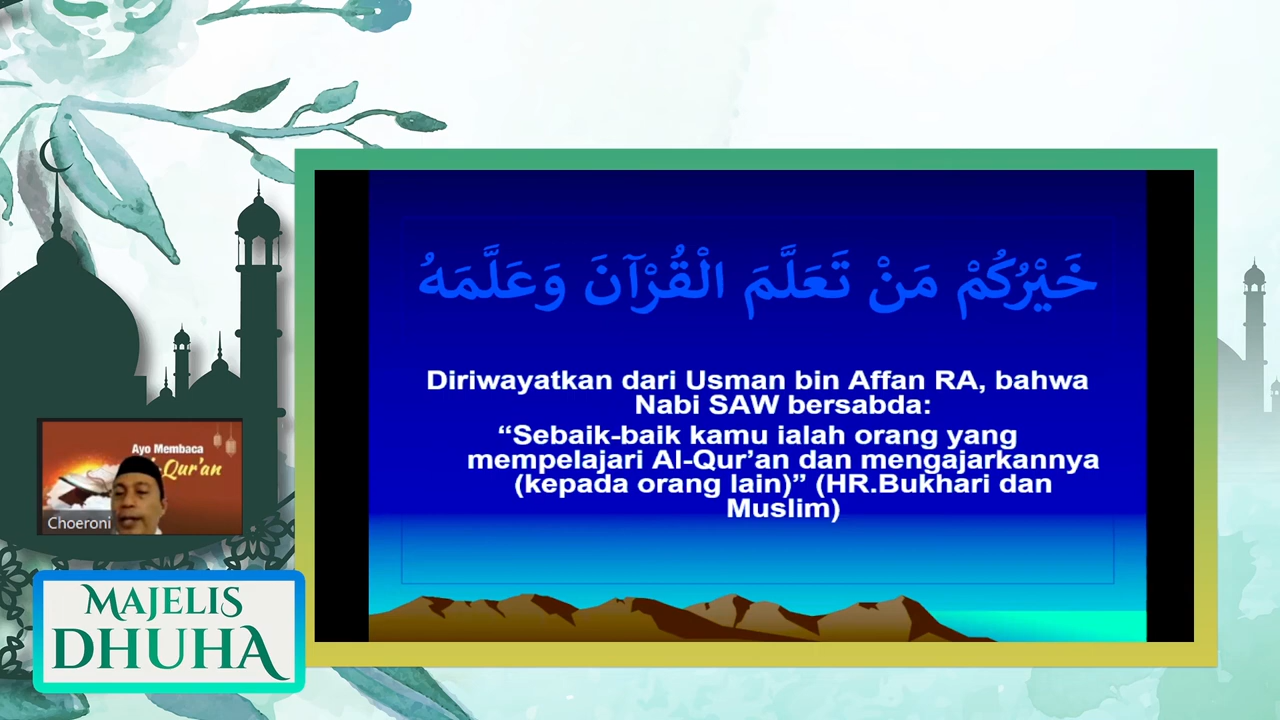 خَيْرُكُمْ مَنْ تَعَلَّمَ الْقُرْآنَ وَعَلَّمَهُ
Diriwayatkan dari Usman bin Affan RA, bahwa
Nabi SAW bersabda:
“Sebaik-baik kamu ialah orang yang
mempelajari Al-Qur’an dan mengajarkannya
(kepada orang lain)” (HR.Bukhari dan
Muslim)
Ayo Membaca
-Qur’an
Choeroni
MAJELIS
DHUHA